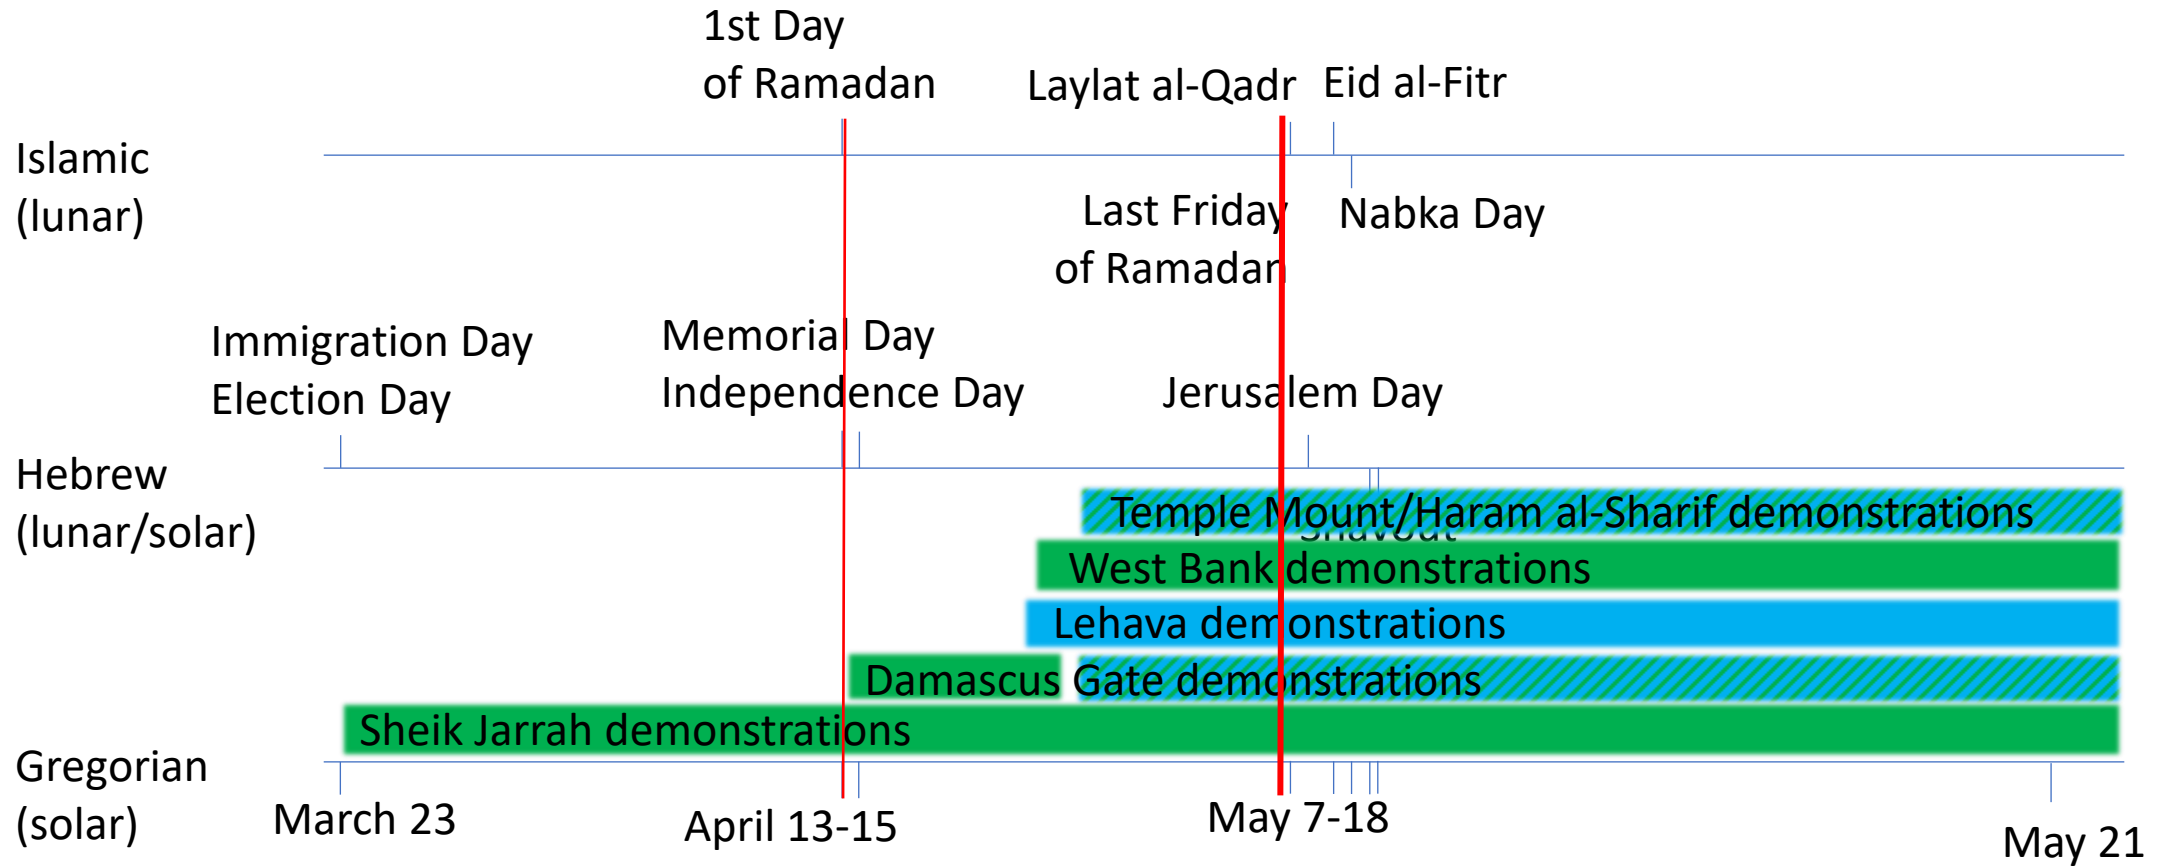 1st Day
of Ramadan
Laylat al-Qadr
Eid al-Fitr
Islamic
(lunar)
Last Friday
of Ramadan
Nabka Day
Immigration Day
Election Day
Memorial Day
Independence Day
Jerusalem Day
Hebrew
(lunar/solar)
Temple Mount/Haram al-Sharif demonstrations
Shavout
West Bank demonstrations
Lehava demonstrations
Damascus Gate demonstrations
Sheik Jarrah demonstrations
Gregorian
(solar)
March 23
April 13-15
May 7-18
May 21